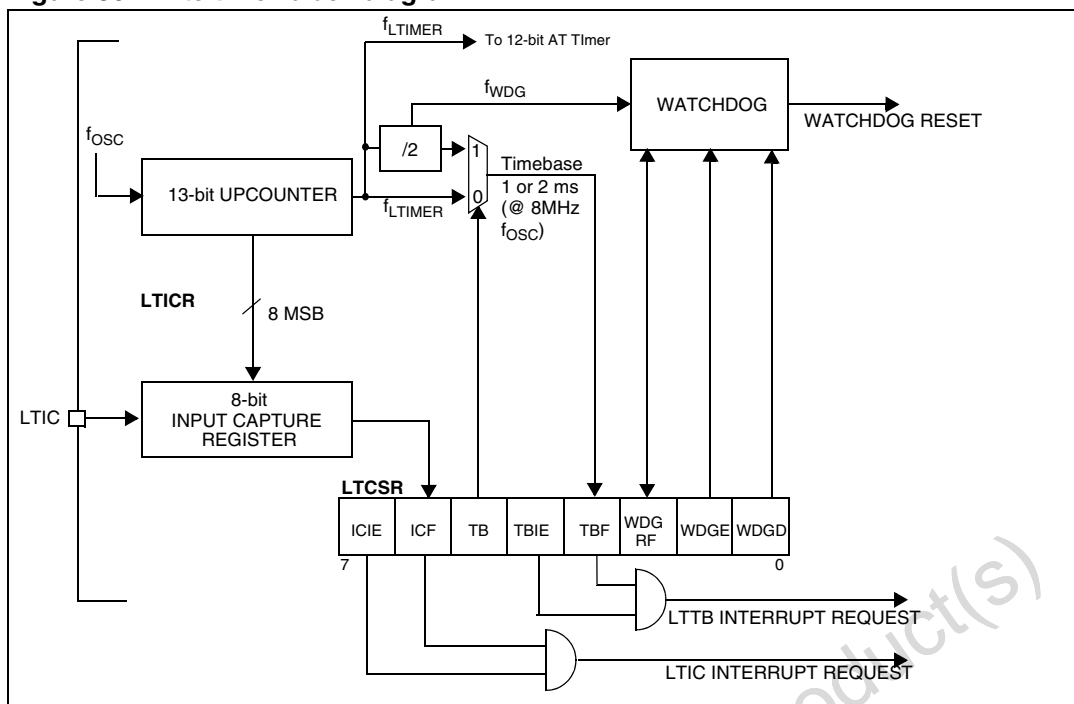 fLTIMER
To 12-bit AT TImer
fWDG
WATCHDOG
WATCHDOG RESET
fOSC
/2
1
0
Timebase
1 or 2 ms
(@ 8MHz
fOSC)
13-bit UPCOUNTER
fLTIMER
LTICR
8 MSB
LTIC
8-bit
INPUT CAPTURE
REGISTER
LTCSR
ICIE
ICF
TB
TBIE
TBF
WDG
RF
WDGE
WDGD
7
0
LTTB INTERRUPT REQUEST
LTIC INTERRUPT REQUEST